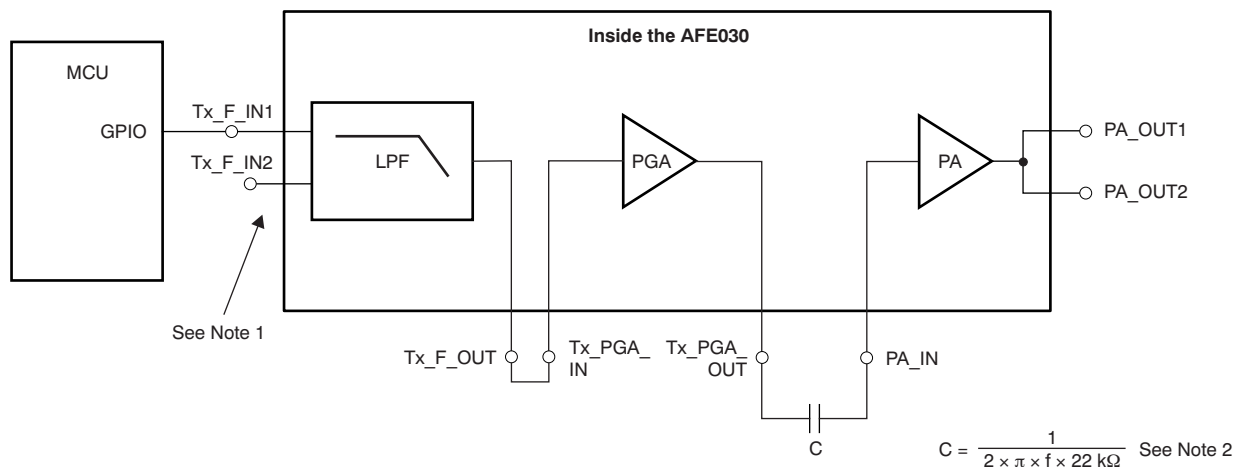 Inside the AFE030
MCU
GPIO
Tx_F_IN1
Tx_F_IN2
LPF
PGA
PA
PA_OUT1
PA_OUT2
See Note 1
Tx_F_OUT
Tx_PGA_
IN
Tx_PGA_
OUT
PA_IN
C
C = 1 / 2 × π × f × 22 kΩ See Note 2